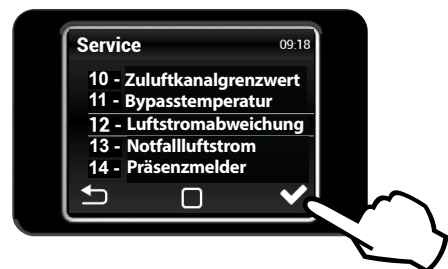 Service 09:18
10 - Zuluftkanalgrenzwert
11 - Bypasstemperatur
12 - Luftstromabweichung
13 - Notfallluftstrom
14 - Präsenzmelder